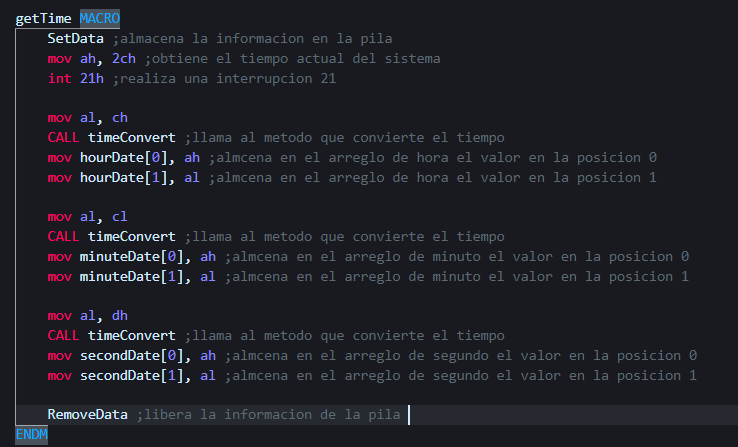 getTime MACRO
SetData ;almacena la informacion en la pila
mov ah, 2ch ;obtiene el tiempo actual del sistema
int 21h ;realiza una interrupcion 21
mov al, ch
CALL timeConvert ;llama al metodo que convierte el tiempo
mov hourDate[0], ah ;almcena en el arreglo de hora el valor en la posicion 0
mov hourDate[1], al ;almcena en el arreglo de hora el valor en la posicion 1
mov al, cl
CALL timeConvert ;llama al metodo que convierte el tiempo
mov minuteDate[0], ah ;almcena en el arreglo de minuto el valor en la posicion 0
mov minuteDate[1], al ;almcena en el arreglo de minuto el valor en la posicion 1
mov al, dh
CALL timeConvert ;llama al metodo que convierte el tiempo
mov secondDate[0], ah ;almcena en el arreglo de segundo el valor en la posicion 0
mov secondDate[1], al ;almcena en el arreglo de segundo el valor en la posicion 1
RemoveData ;libera la informacion de la pila
ENDM